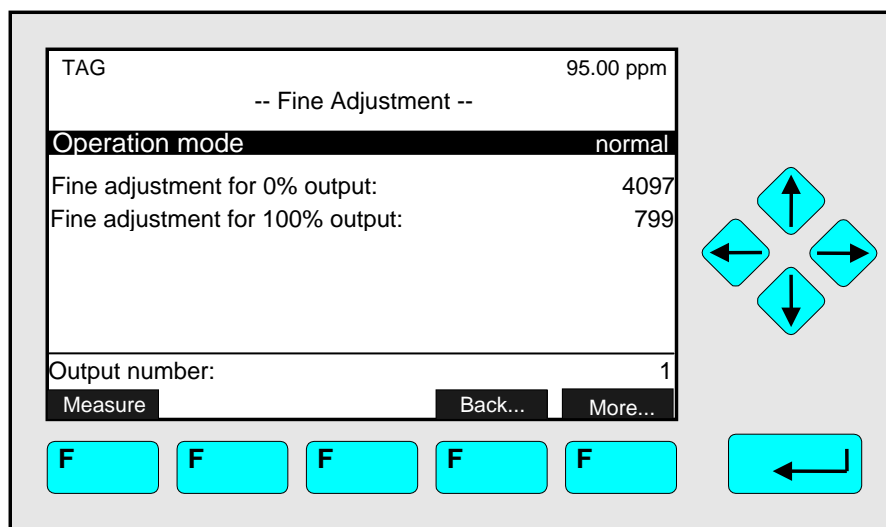 TAG 95.00 ppm
-- Fine Adjustment --
Operation mode normal
Fine adjustment for 0% output: 4097
Fine adjustment for 100% output: 799
Output number: 1
Measure Back... More...
F F F F F